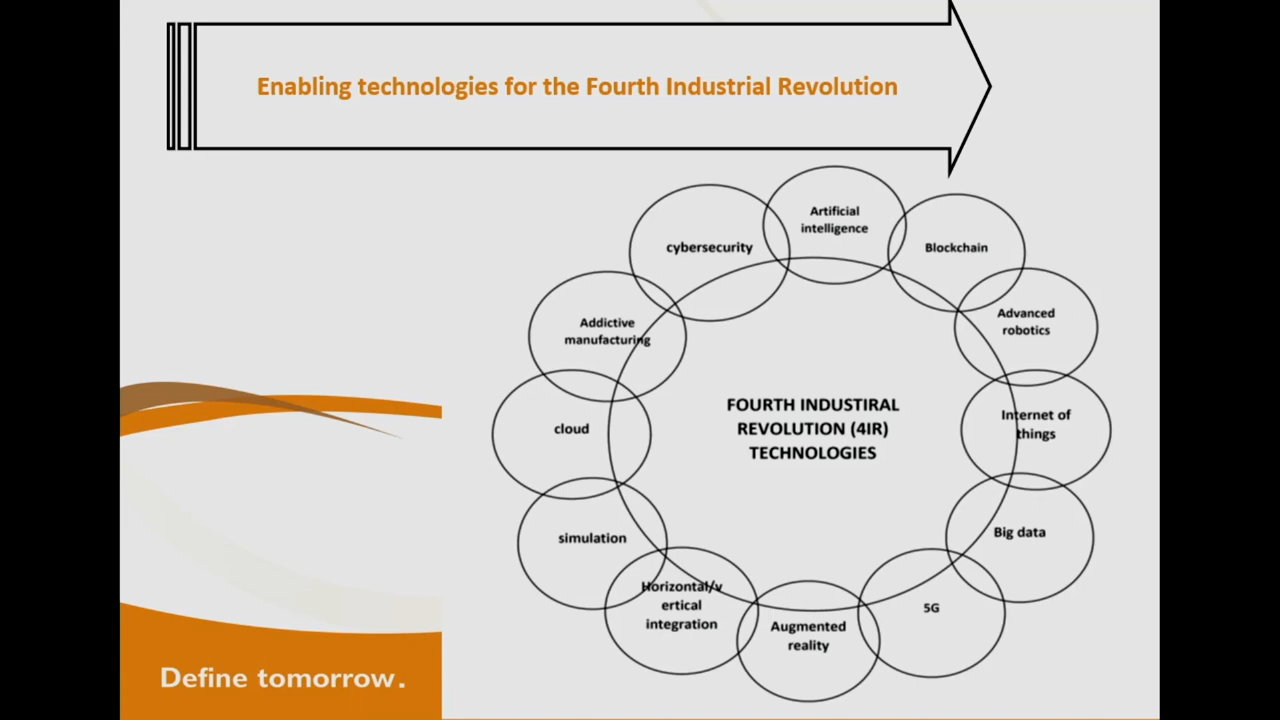 Enabling technologies for the Fourth Industrial Revolution
Artificial
intelligence
Blockchain
Advanced
robotics
Internet of
things
Big data
5G
Augmented
reality
Horizontal/v
ertical
integration
simulation
cloud
Addictive
manufacturing
cybersecurity
FOURTH INDUSTIRAL
REVOLUTION (4IR)
TECHNOLOGIES
Define tomorrow.